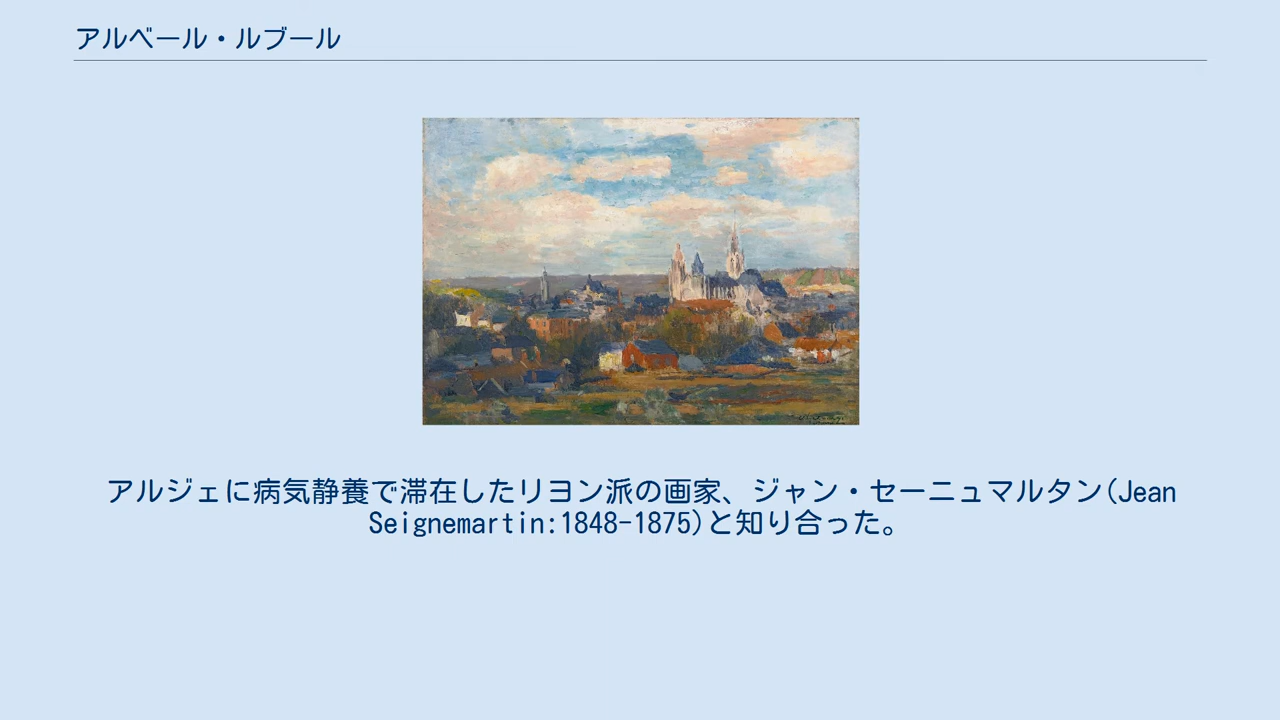 アルベール・ルブール
アルジェに病気静養で滞在したリヨン派の画家、ジャン・セーニュマルタン(Jean
Seignemartin:1848-1875)と知り合った。